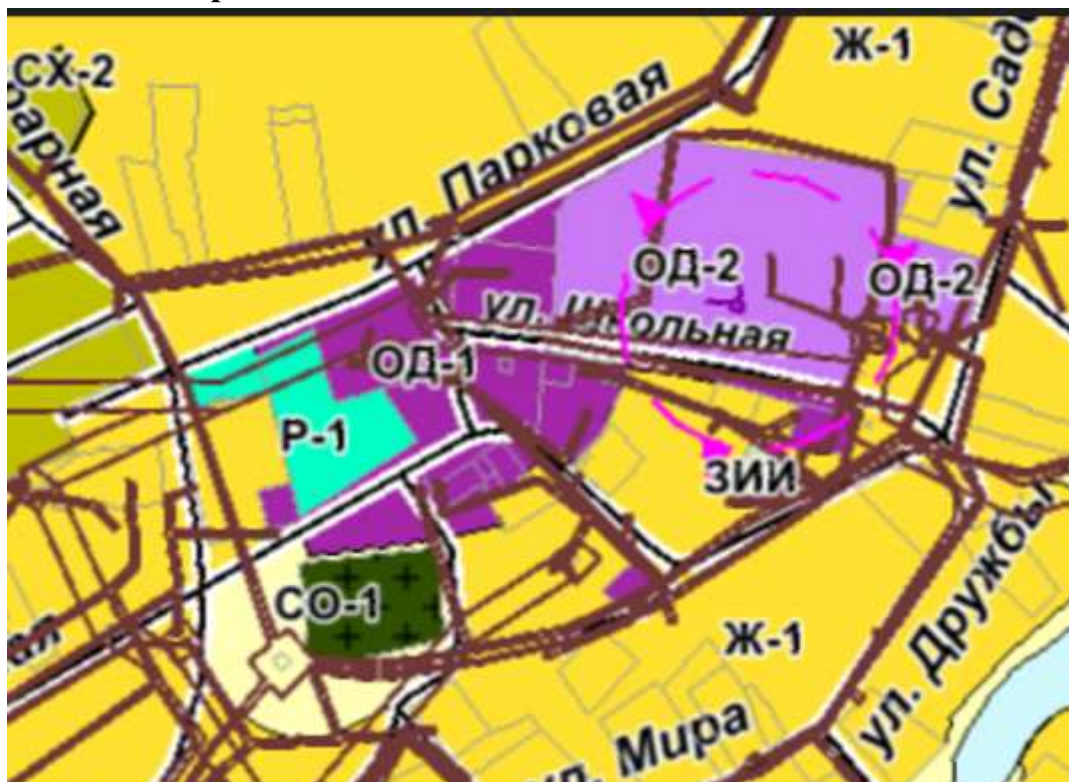 Ж-1
СХ-2
ул. Парковая
ул.
ОД-2
ОД-2
ул. Школьная
ОД-1
Р-1
ЗИИ
СО-1
Ж-1
ул. Дружбы
ул. Мира